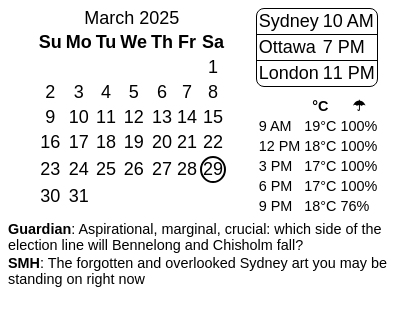 March 2025
Su Mo Tu We Th Fr Sa
1
2 3 4 5 6 7 8
9 10 11 12 13 14 15
16 17 18 19 20 21 22
23 24 25 26 27 28 29
30 31
Sydney 10 AM
Ottawa 7 PM
London 11 PM
°C ☂
9 AM 19°C 100%
12 PM 18°C 100%
3 PM 17°C 100%
6 PM 17°C 100%
9 PM 18°C 76%
Guardian: Aspirational, marginal, crucial: which side of the
election line will Bennelong and Chisholm fall?
SMH: The forgotten and overlooked Sydney art you may be
standing on right now